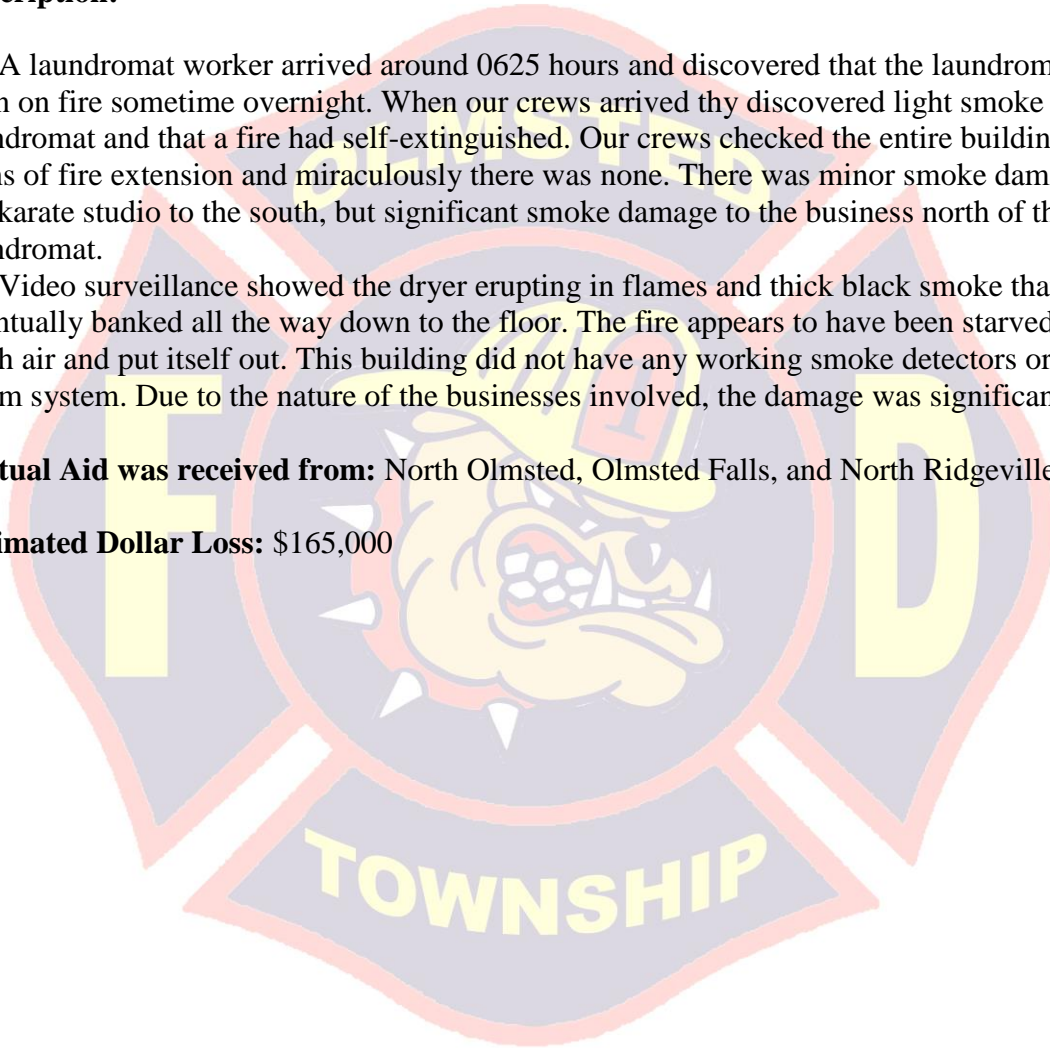 cription:
A laundromat worker arrived around 0625 hours and discovered that the laundrom
n on fire sometime overnight. When our crews arrived thy discovered light smoke
ndromat and that a fire had self-extinguished. Our crews checked the entire buildin
ns of fire extension and miraculously there was none. There was minor smoke dam
karate studio to the south, but significant smoke damage to the business north of th
ndromat.
Video surveillance showed the dryer erupting in flames and thick black smoke tha
ntually banked all the way down to the floor. The fire appears to have been starved
h air and put itself out. This building did not have any working smoke detectors or
m system. Due to the nature of the businesses involved, the damage was significan
tual Aid was received from: North Olmsted, Olmsted Falls, and North Ridgeville
imated Dollar Loss: $165,000
OLMSTED
F D
1
TOWNSHIP